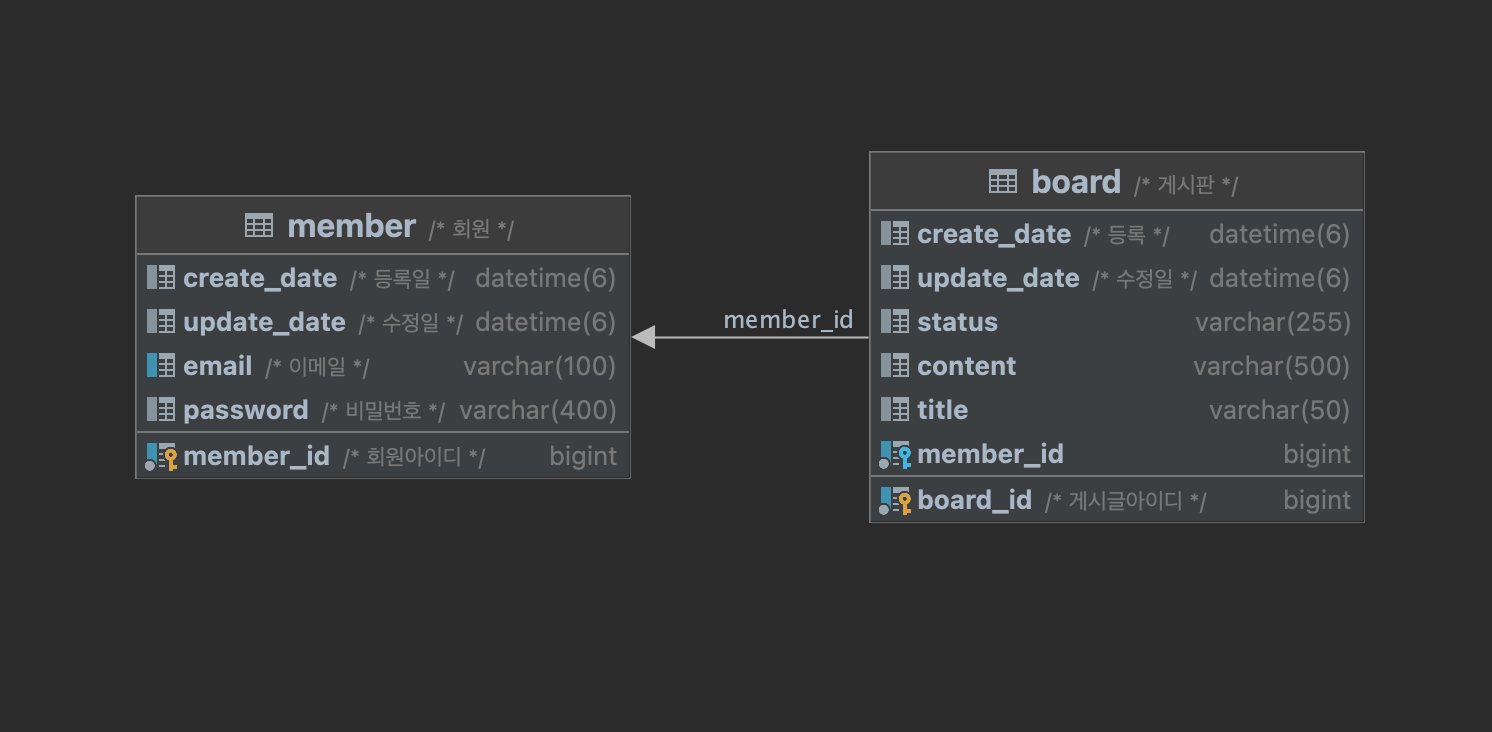 member /* 회원 */
create_date /* 등록일 */ datetime(6)
update_date /* 수정일 */ datetime(6)
email /* 이메일 */ varchar(100)
password /* 비밀번호 */ varchar(400)
member_id /* 회원아이디 */ bigint
member_id
board /* 게시판 */
create_date /* 등록 */ datetime(6)
update_date /* 수정일 */ datetime(6)
status varchar(255)
content varchar(500)
title varchar(50)
member_id bigint
board_id /* 게시글아이디 */ bigint